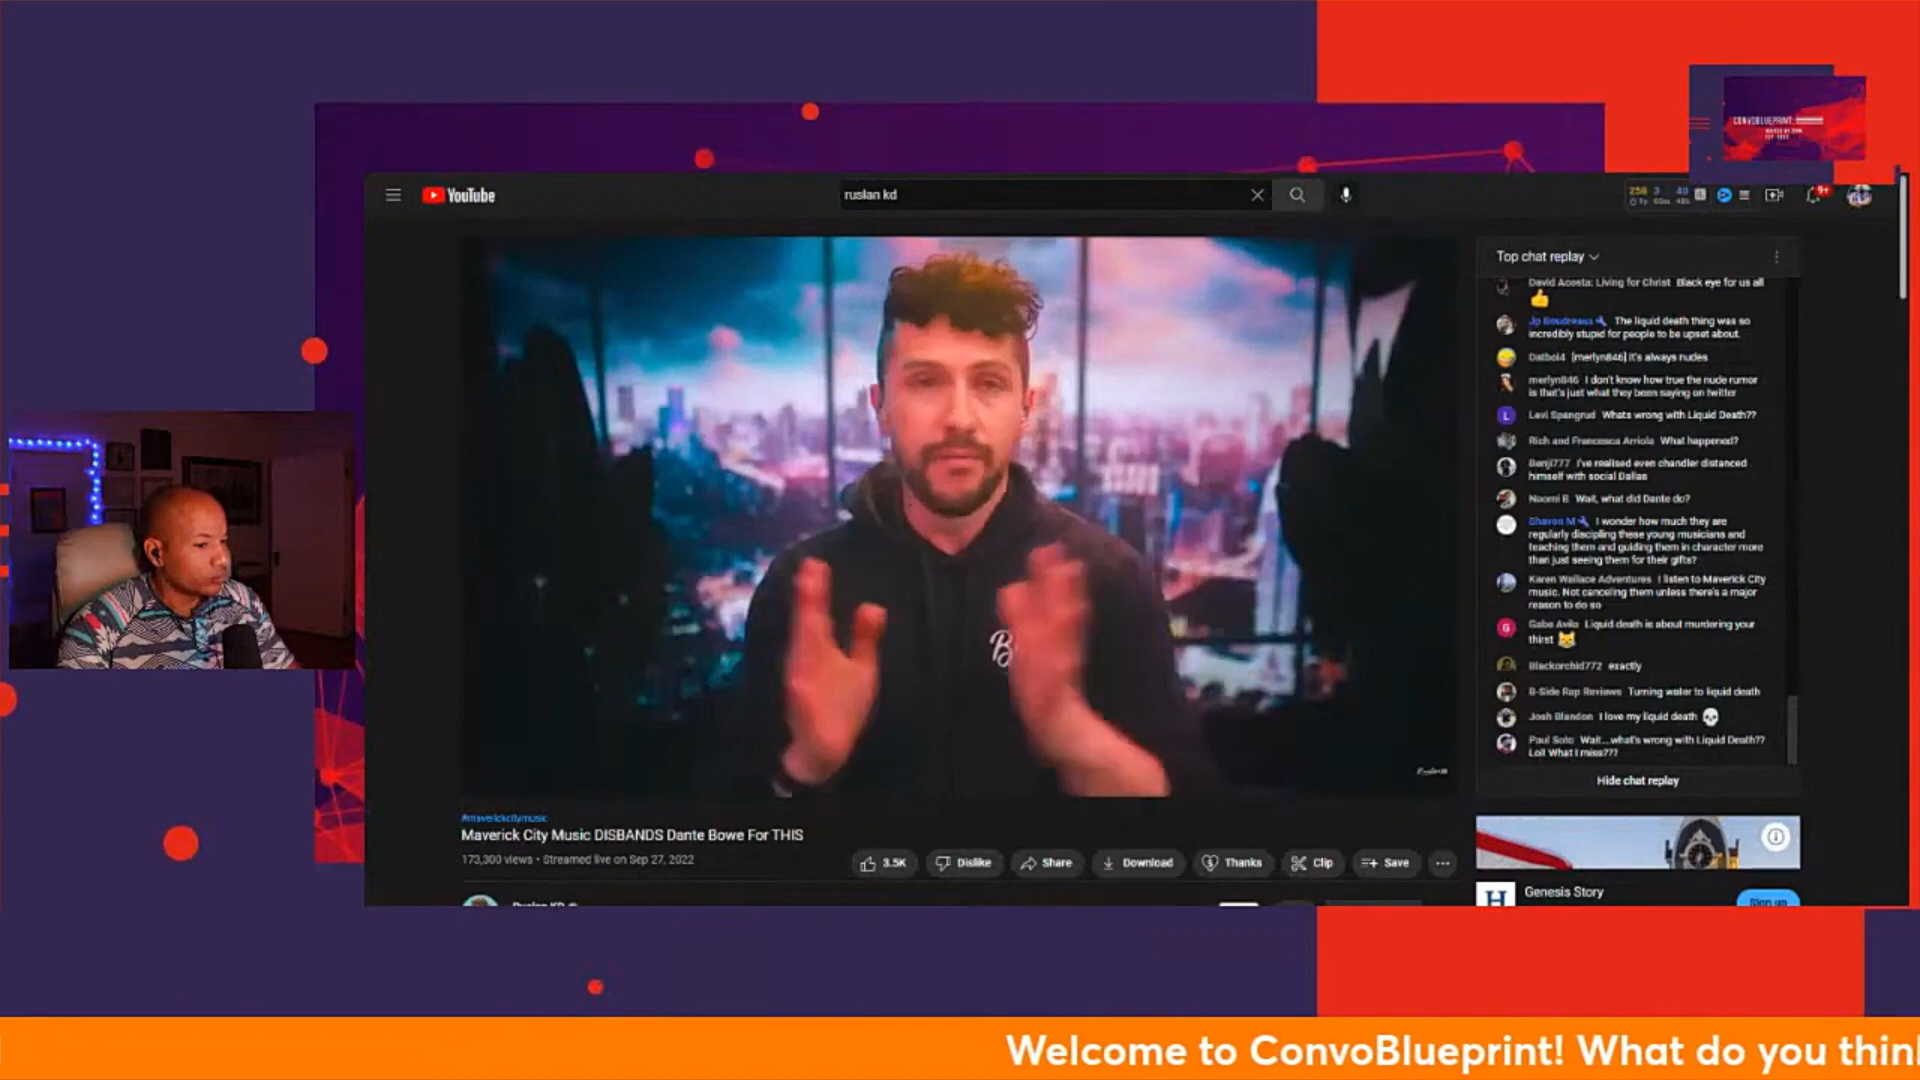 CONVOBLUEPRINT
YouTube
ruslan kd
9+
Top chat replay
David Acosta: Living for Christ Black eye for us all
Jp Boudreaux The liquid death thing was so
incredibly stupid for people to be upset about.
Datboi4 [merlyn846] It's always nudes
merlyn846 I don't know how true the nude rumor
is that's just what they been saying on twitter
Levi Spangrud Whats wrong with Liquid Death??
Rich and Francesca Arriola What happened?
Benji777 I've realised even chandler distanced
himself with social Dallas
Naomi B Wait, what did Dante do?
Shavon M I wonder how much they are
regularly discipling these young musicians and
teaching them and guiding them in character more
than just seeing them for their gifts?
Karen Wallace Adventures I listen to Maverick City
music. Not canceling them unless there's a major
reason to do so
Gabe Avila Liquid death is about murdering your
thirst
Blackorchid772 exactly
B-Side Rap Reviews Turning water to liquid death
Josh Blandon I love my liquid death
Paul Soto Wait...what's wrong with Liquid Death??
Loll What I miss???
Hide chat replay
#maverickcitymusic
Maverick City Music DISBANDS Dante Bowe For THIS
173,300 views • Streamed live on Sep 27, 2022
3.5K
Dislike
Share
Download
Thanks
Clip
Save
Ruslan KD
H
Genesis Story
Sign up
Welcome to ConvoBlueprint! What do you thin